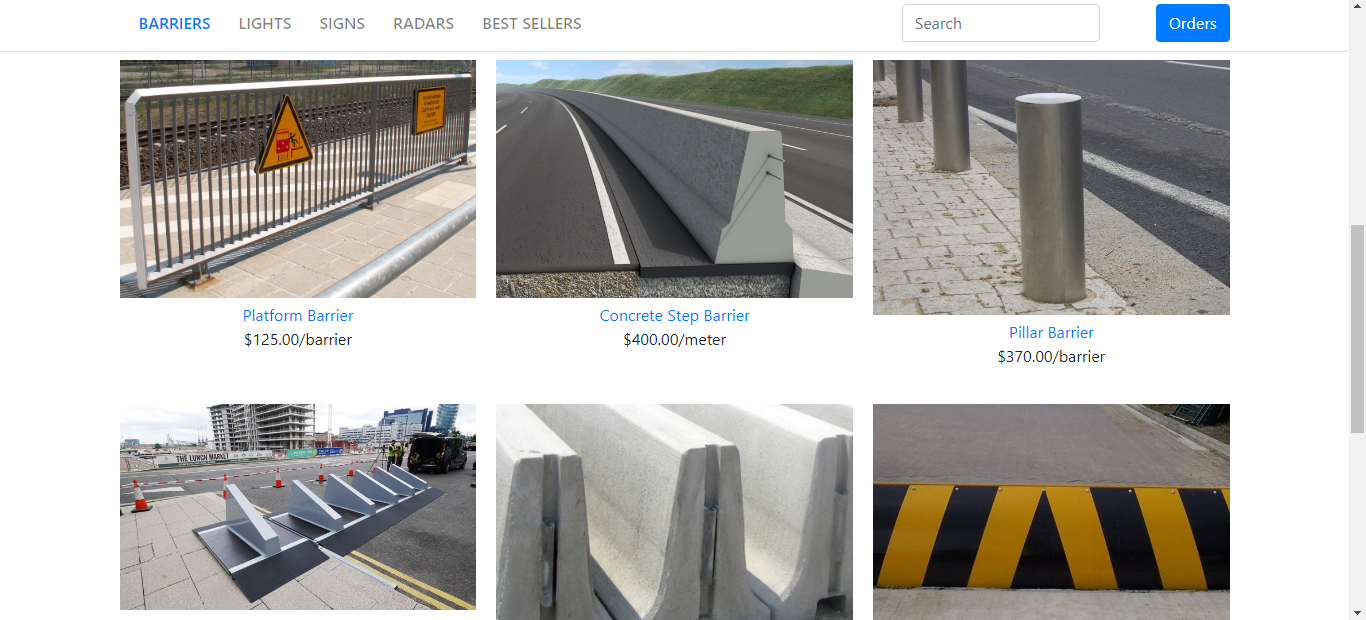 BARRIERS LIGHTS SIGNS RADARS BEST SELLERS Search Orders
Platform Barrier
$125.00/barrier
Concrete Step Barrier
$400.00/meter
Pillar Barrier
$370.00/barrier
THE LUNCH MARKET